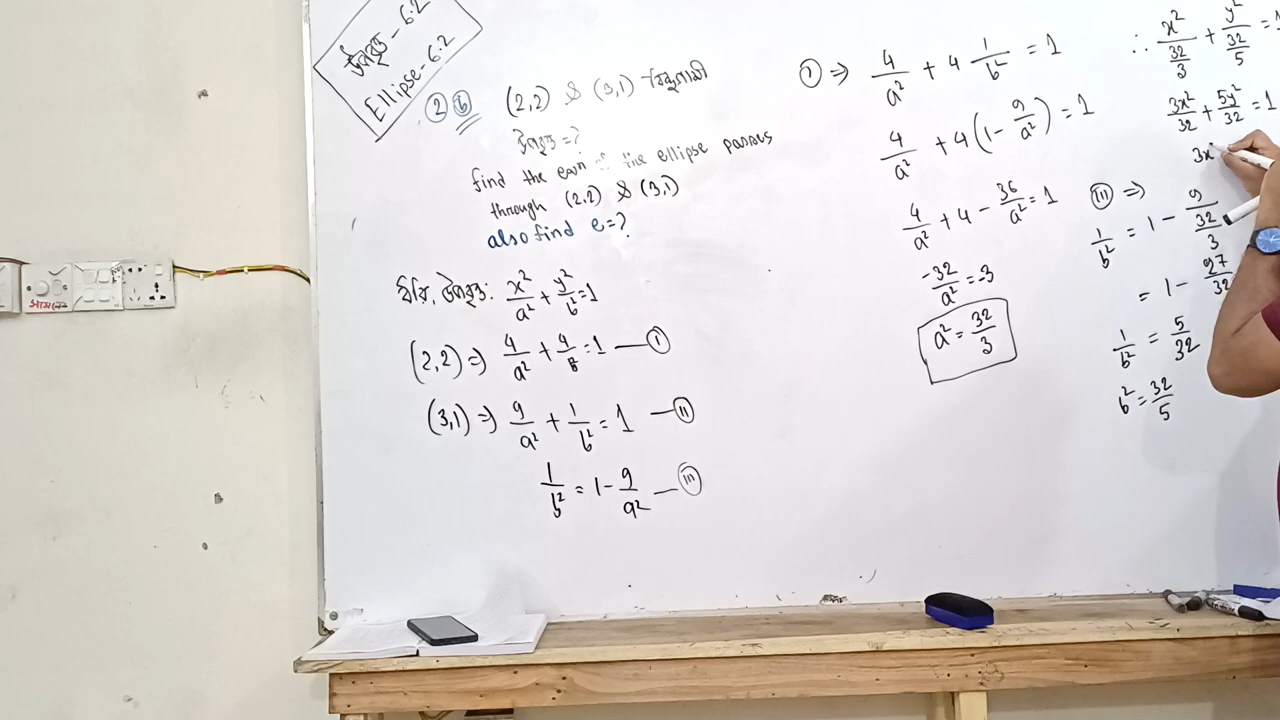 উপবৃত্ত - 6.2
Ellipse - 6.2
2 (b) (2,2) & (3,1) বিন্দুগামী
উপবৃত্ত = ?
find the eqn of the ellipse passes
through (2,2) & (3,1)
also find e = ?
ধরি, উপবৃত্ত: x²/a² + y²/b² = 1
(2,2) ⇒ 4/a² + 4/b² = 1 — (i)
(3,1) ⇒ 9/a² + 1/b² = 1 — (ii)
1/b² = 1 - 9/a² — (iii)
(i) ⇒ 4/a² + 4 1/b² = 1
4/a² + 4(1 - 9/a²) = 1
4/a² + 4 - 36/a² = 1
-32/a² = -3
a² = 32/3
(iii) ⇒
1/b² = 1 - 9/(32/3)
= 1 - 27/32
1/b² = 5/32
b² = 32/5
∴ x²/(32/3) + y²/(32/5) = 1
3x²/32 + 5y²/32 = 1
3x